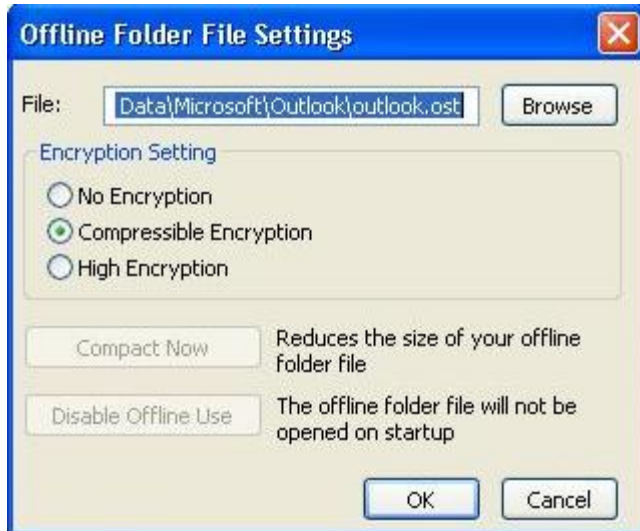 Offline Folder File Settings
File: Data\Microsoft\Outlook\outlook.ost Browse
Encryption Setting
No Encryption
Compressible Encryption
High Encryption
Compact Now
Reduces the size of your offline
folder file
Disable Offline Use
The offline folder file will not be
opened on startup
OK Cancel